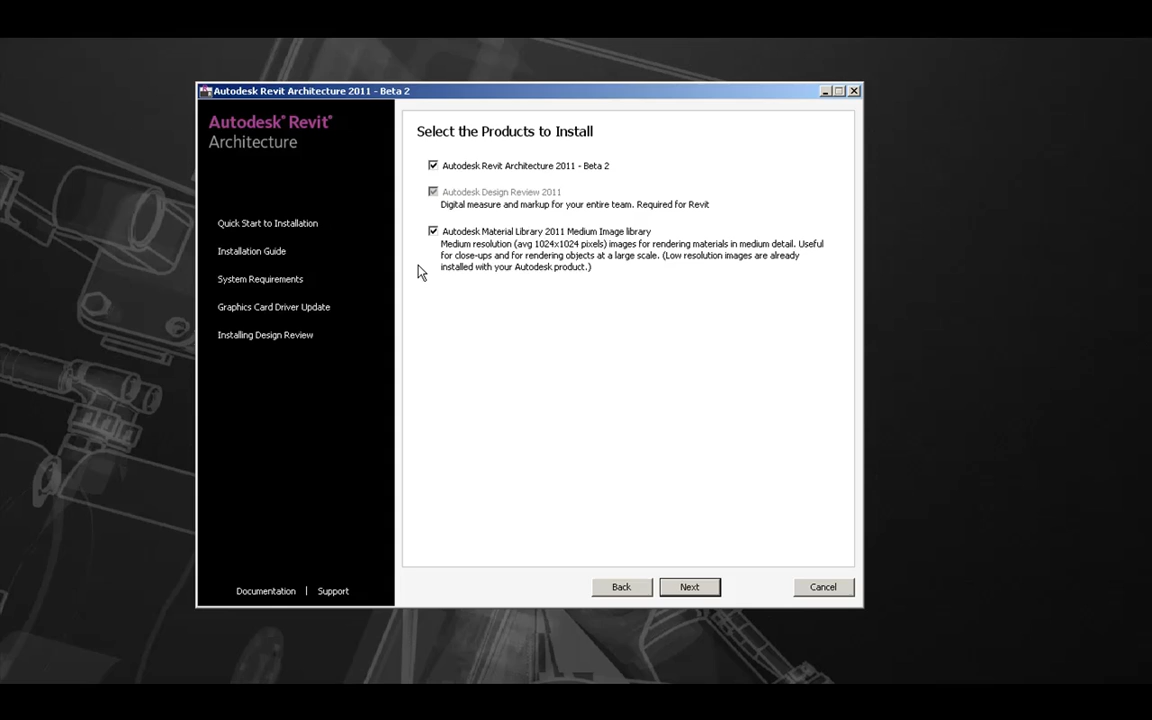 Autodesk Revit Architecture 2011 - Beta 2
Autodesk® Revit®
Architecture
Quick Start to Installation
Installation Guide
System Requirements
Graphics Card Driver Update
Installing Design Review
Documentation | Support
Select the Products to Install
Autodesk Revit Architecture 2011 - Beta 2
Autodesk Design Review 2011
Digital measure and markup for your entire team. Required for Revit
Autodesk Material Library 2011 Medium Image library
Medium resolution (avg 1024x1024 pixels) images for rendering materials in medium detail. Useful
for close-ups and for rendering objects at a large scale. (Low resolution images are already
installed with your Autodesk product.)
Back
Next
Cancel